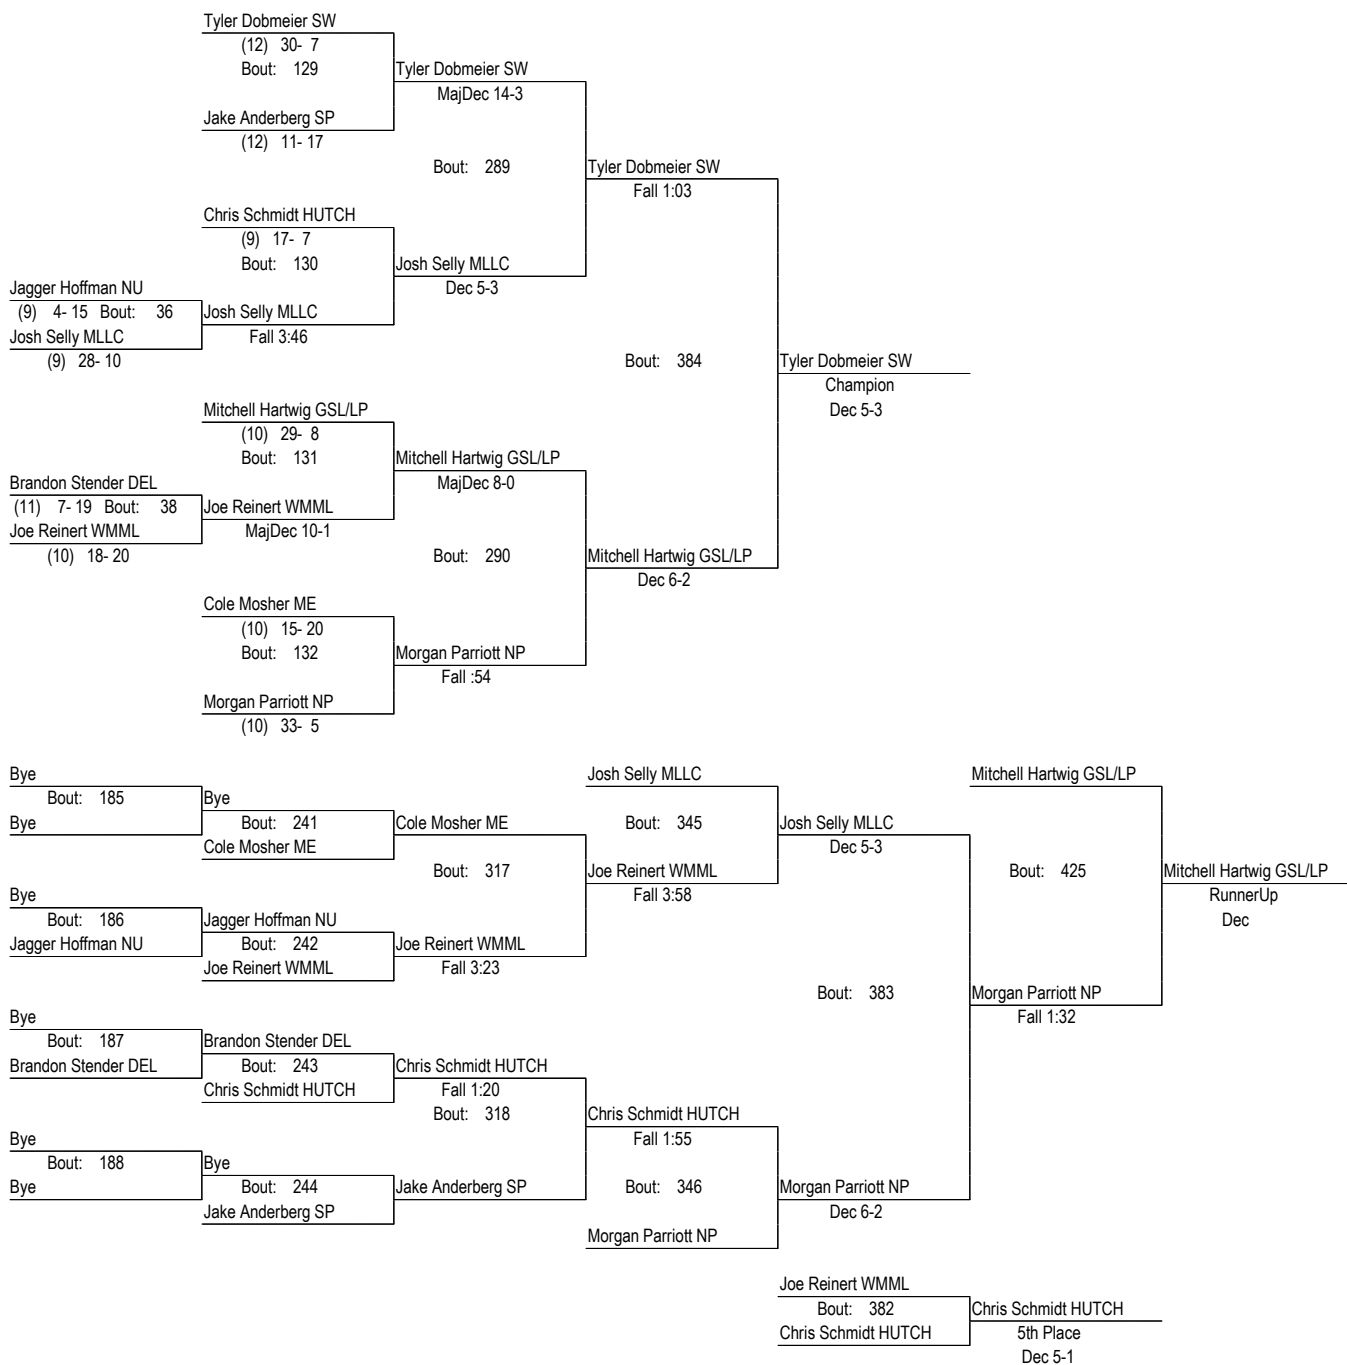 Tyler Dobmeier SW
(12) 30- 7
Bout: 129
Tyler Dobmeier SW
MajDec 14-3
Jake Anderberg SP
(12) 11- 17
Bout: 289
Tyler Dobmeier SW
Fall 1:03
Chris Schmidt HUTCH
(9) 17- 7
Bout: 130
Josh Selly MLLC
Dec 5-3
Jagger Hoffman NU
(9) 4- 15 Bout: 36
Josh Selly MLLC
Fall 3:46
Josh Selly MLLC
(9) 28- 10
Bout: 384
Tyler Dobmeier SW
Champion
Dec 5-3
Mitchell Hartwig GSL/LP
(10) 29- 8
Bout: 131
Mitchell Hartwig GSL/LP
MajDec 8-0
Brandon Stender DEL
(11) 7- 19 Bout: 38
Joe Reinert WMML
MajDec 10-1
Joe Reinert WMML
(10) 18- 20
Bout: 290
Mitchell Hartwig GSL/LP
Dec 6-2
Cole Mosher ME
(10) 15- 20
Bout: 132
Morgan Parriott NP
Fall :54
Morgan Parriott NP
(10) 33- 5
Bye
Bout: 185
Bye
Bye
Bout: 241
Cole Mosher ME
Cole Mosher ME
Bout: 317
Josh Selly MLLC
Bout: 345
Josh Selly MLLC
Dec 5-3
Joe Reinert WMML
Fall 3:58
Mitchell Hartwig GSL/LP
Bout: 425
Mitchell Hartwig GSL/LP
RunnerUp
Dec
Bye
Bout: 186
Jagger Hoffman NU
Jagger Hoffman NU
Bout: 242
Joe Reinert WMML
Joe Reinert WMML
Fall 3:23
Bout: 383
Morgan Parriott NP
Fall 1:32
Bye
Bout: 187
Brandon Stender DEL
Brandon Stender DEL
Bout: 243
Chris Schmidt HUTCH
Chris Schmidt HUTCH
Fall 1:20
Bout: 318
Chris Schmidt HUTCH
Fall 1:55
Bye
Bout: 188
Bye
Bye
Bout: 244
Jake Anderberg SP
Jake Anderberg SP
Bout: 346
Morgan Parriott NP
Dec 6-2
Morgan Parriott NP
Joe Reinert WMML
Bout: 382
Chris Schmidt HUTCH
Chris Schmidt HUTCH
5th Place
Dec 5-1